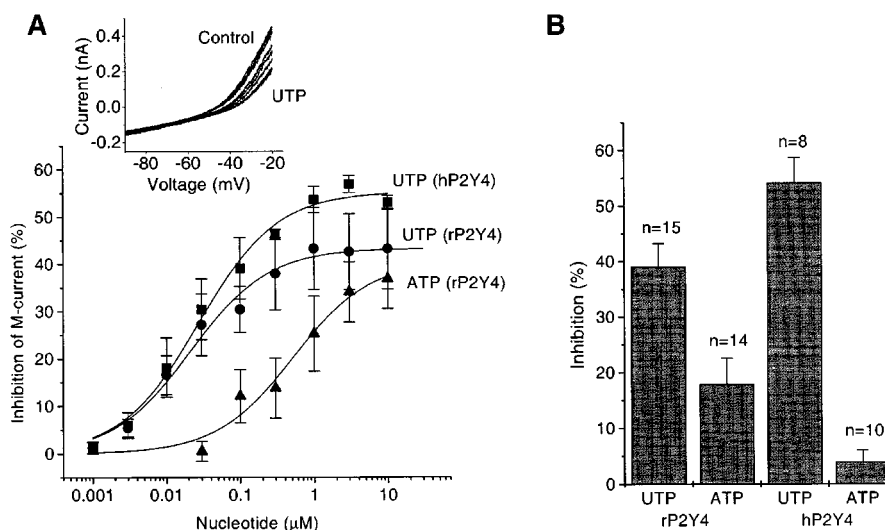 A
Current (nA)
0.4
0.2
0.0
-0.2
Control
UTP
-80 -60 -40 -20
Voltage (mV)
Inhibition of M-current (%)
60
50
40
30
20
10
0
UTP (hP2Y4)
UTP (rP2Y4)
ATP (rP2Y4)
0.001 0.01 0.1 1 10
Nucleotide (µM)
B
Inhibition (%)
60
50
40
30
20
10
0
n=15
n=14
n=8
n=10
UTP ATP UTP ATP
rP2Y4 hP2Y4